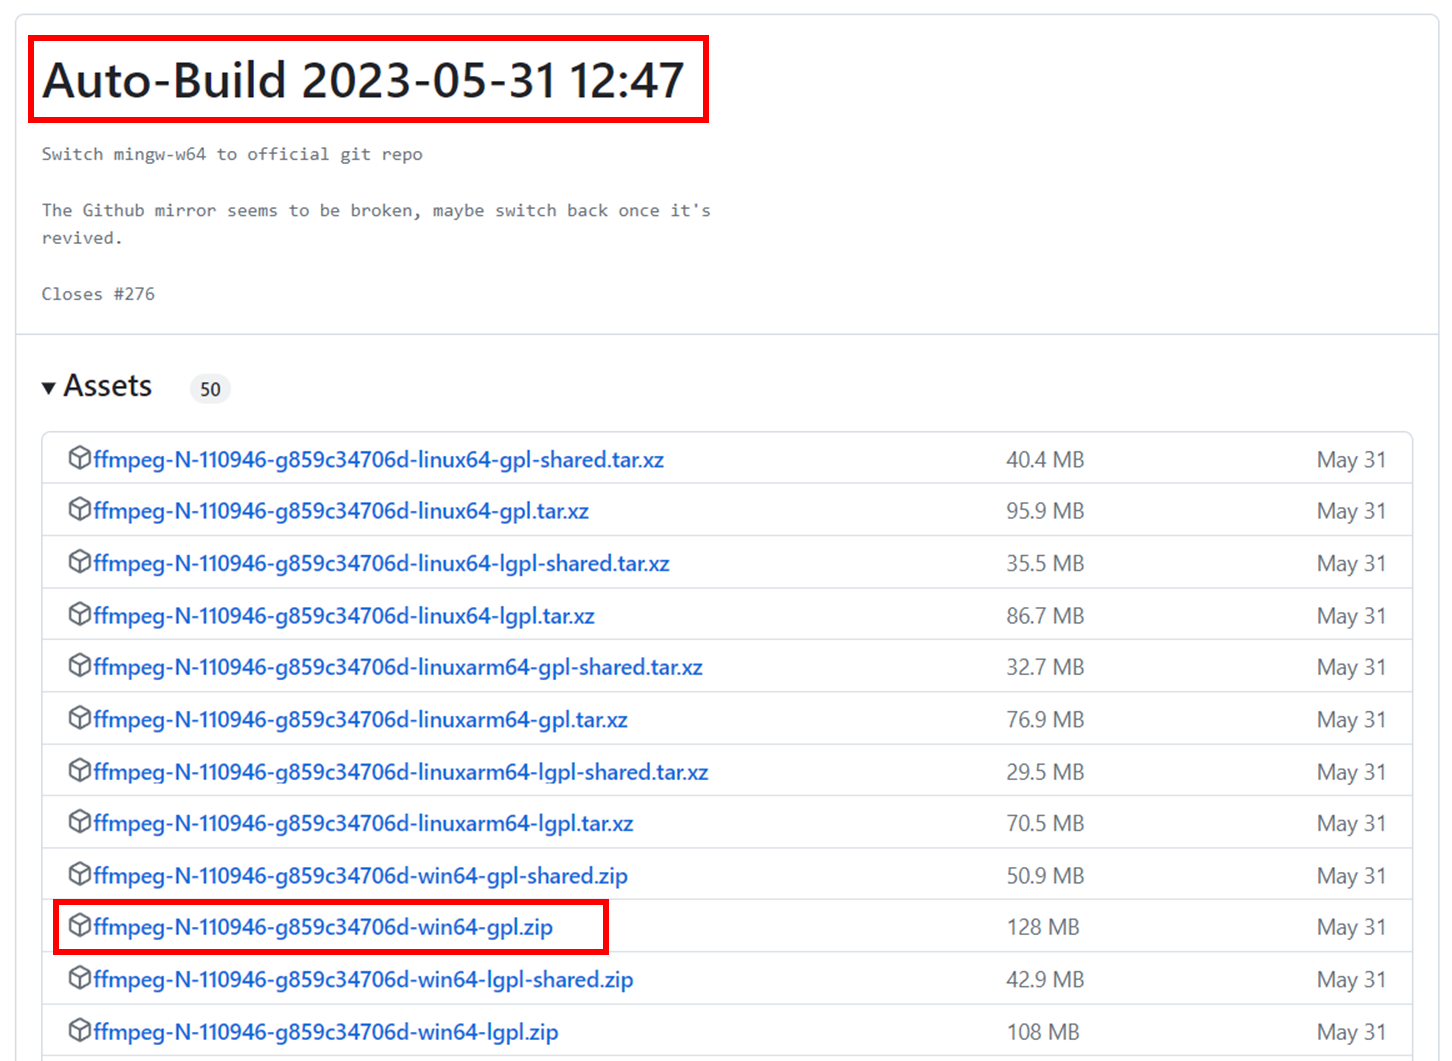 Auto-Build 2023-05-31 12:47
Switch mingw-w64 to official git repo
The Github mirror seems to be broken, maybe switch back once it's
revived.
Closes #276
Assets 50
ffmpeg-N-110946-g859c34706d-linux64-gpl-shared.tar.xz 40.4 MB May 31
ffmpeg-N-110946-g859c34706d-linux64-gpl.tar.xz 95.9 MB May 31
ffmpeg-N-110946-g859c34706d-linux64-lgpl-shared.tar.xz 35.5 MB May 31
ffmpeg-N-110946-g859c34706d-linux64-lgpl.tar.xz 86.7 MB May 31
ffmpeg-N-110946-g859c34706d-linuxarm64-gpl-shared.tar.xz 32.7 MB May 31
ffmpeg-N-110946-g859c34706d-linuxarm64-gpl.tar.xz 76.9 MB May 31
ffmpeg-N-110946-g859c34706d-linuxarm64-lgpl-shared.tar.xz 29.5 MB May 31
ffmpeg-N-110946-g859c34706d-linuxarm64-lgpl.tar.xz 70.5 MB May 31
ffmpeg-N-110946-g859c34706d-win64-gpl-shared.zip 50.9 MB May 31
ffmpeg-N-110946-g859c34706d-win64-gpl.zip 128 MB May 31
ffmpeg-N-110946-g859c34706d-win64-lgpl-shared.zip 42.9 MB May 31
ffmpeg-N-110946-g859c34706d-win64-lgpl.zip 108 MB May 31